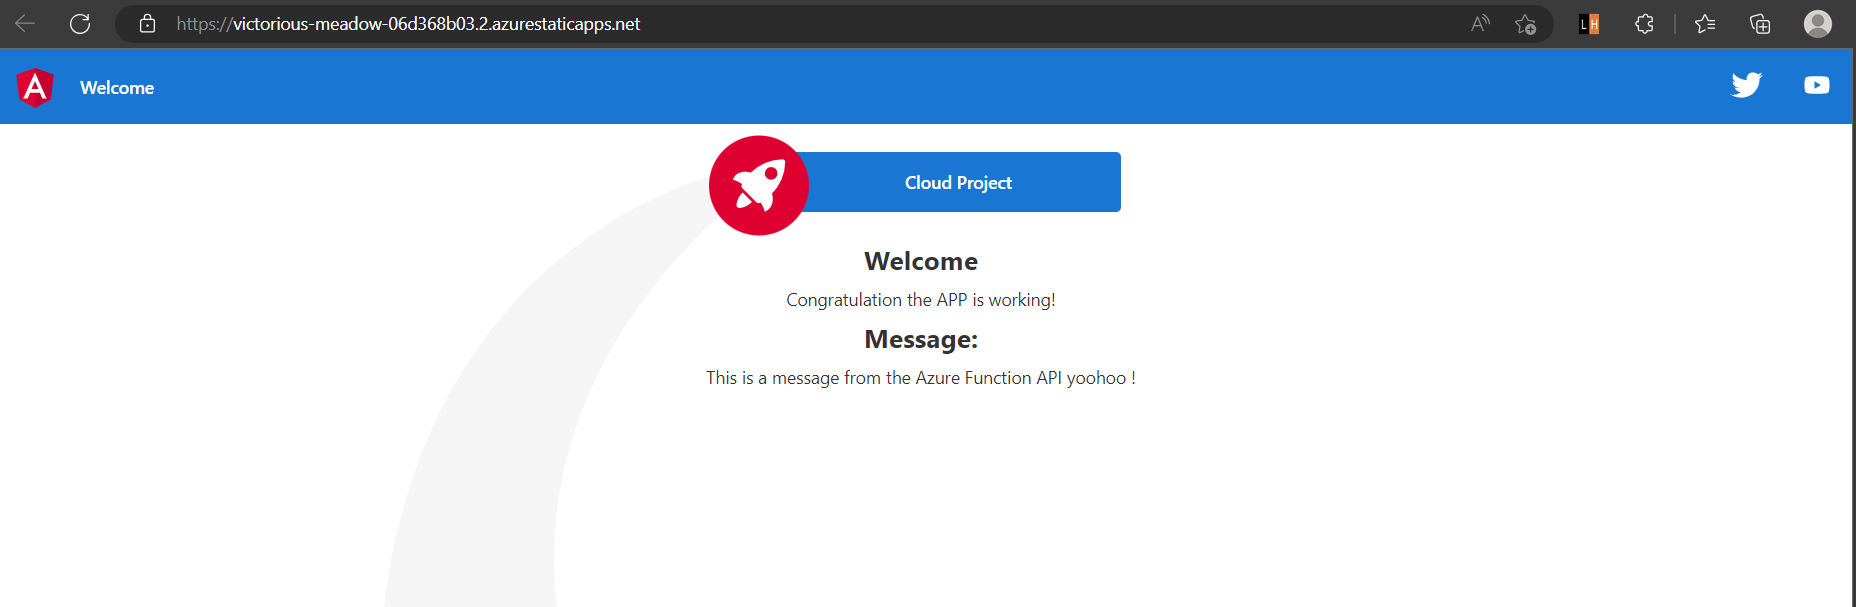 https://victorious-meadow-06d368b03.2.azurestaticapps.net
A
L H
A Welcome
Cloud Project
Welcome
Congratulation the APP is working!
Message:
This is a message from the Azure Function API yoohoo !